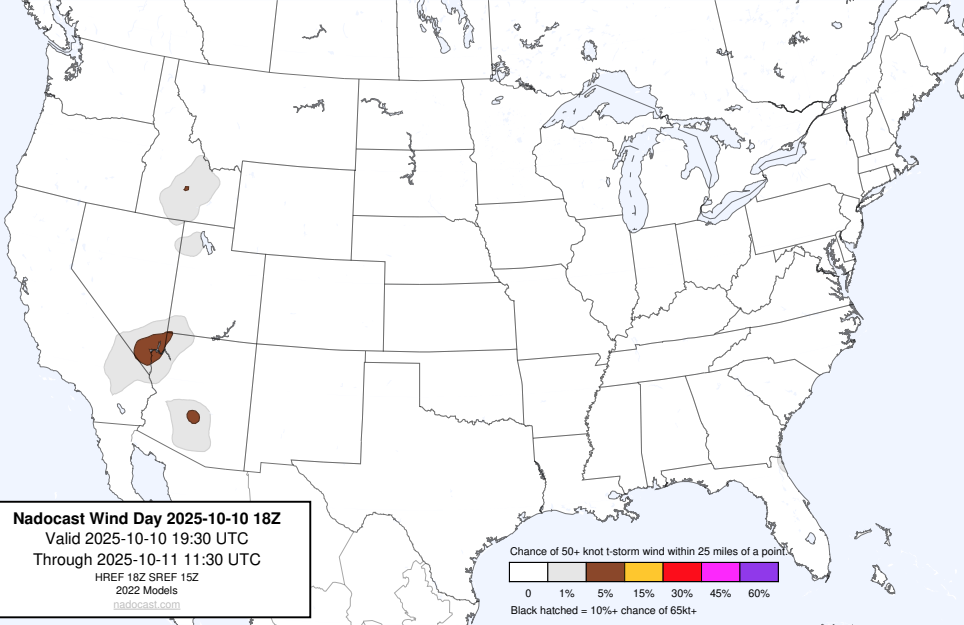 Nadocast Wind Day 2025-10-10 18Z
Valid 2025-10-10 19:30 UTC
Through 2025-10-11 11:30 UTC
HREF 18Z SREF 15Z
2022 Models
nadocast.com
Chance of 50+ knot t-storm wind within 25 miles of a point.
0 1% 5% 15% 30% 45% 60%
Black hatched = 10%+ chance of 65kt+